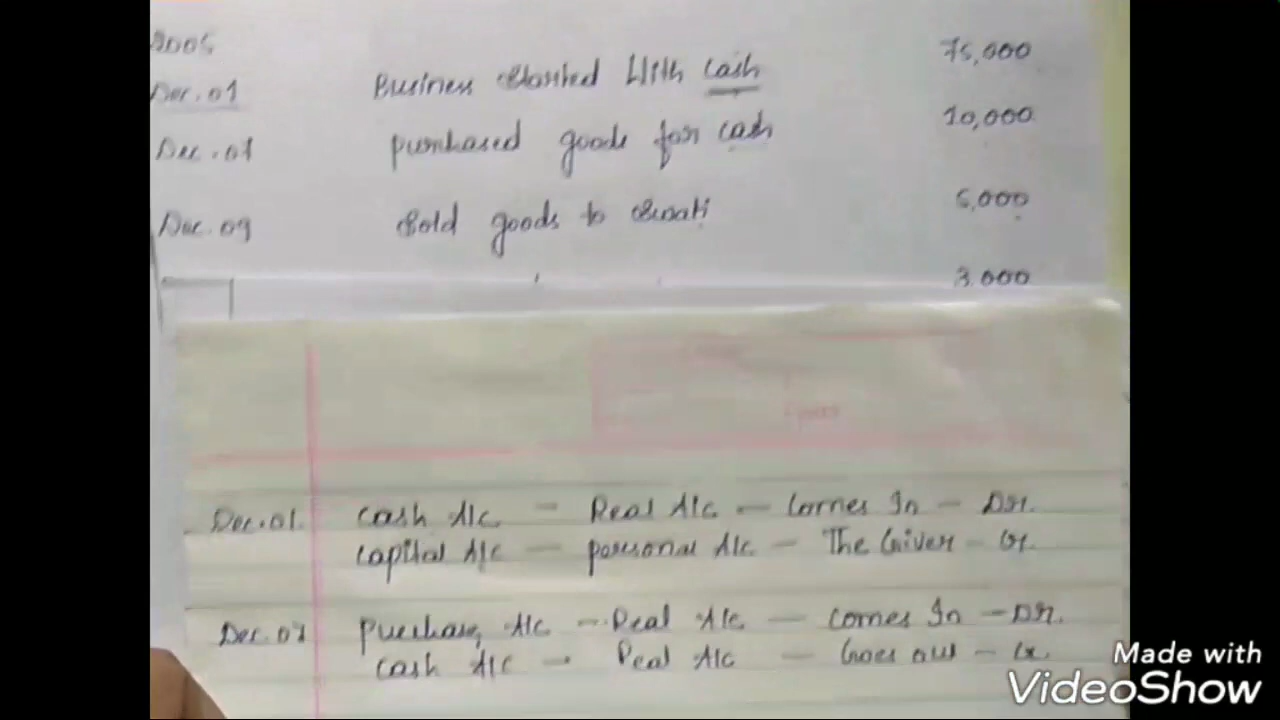 2005
Dec. 01 Business Started With cash 75,000
Dec. 07 purchased goods for cash 10,000
Dec. 09 Sold goods to Swati 5,000
3.000
Dec. 01. cash A/c - Real A/c - Comes In - Dr.
capital A/c - personal A/c - The Giver - Cr.
Dec. 07 purchase A/c - Real A/c - Comes In - Dr.
cash A/c - Real A/c - Goes out - Cr.
Made with
VideoShow